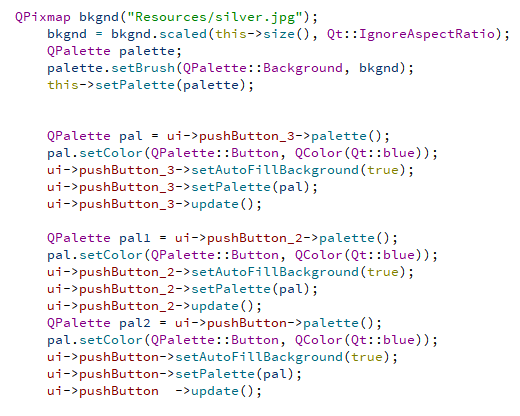 QPixmap bkgnd("Resources/silver.jpg");
    bkgnd = bkgnd.scaled(this->size(), Qt::IgnoreAspectRatio);
    QPalette palette;
    palette.setBrush(QPalette::Background, bkgnd);
    this->setPalette(palette);


    QPalette pal = ui->pushButton_3->palette();
    pal.setColor(QPalette::Button, QColor(Qt::blue));
    ui->pushButton_3->setAutoFillBackground(true);
    ui->pushButton_3->setPalette(pal);
    ui->pushButton_3->update();

    QPalette pal1 = ui->pushButton_2->palette();
    pal.setColor(QPalette::Button, QColor(Qt::blue));
    ui->pushButton_2->setAutoFillBackground(true);
    ui->pushButton_2->setPalette(pal);
    ui->pushButton_2->update();
    QPalette pal2 = ui->pushButton->palette();
    pal.setColor(QPalette::Button, QColor(Qt::blue));
    ui->pushButton->setAutoFillBackground(true);
    ui->pushButton->setPalette(pal);
    ui->pushButton  ->update();